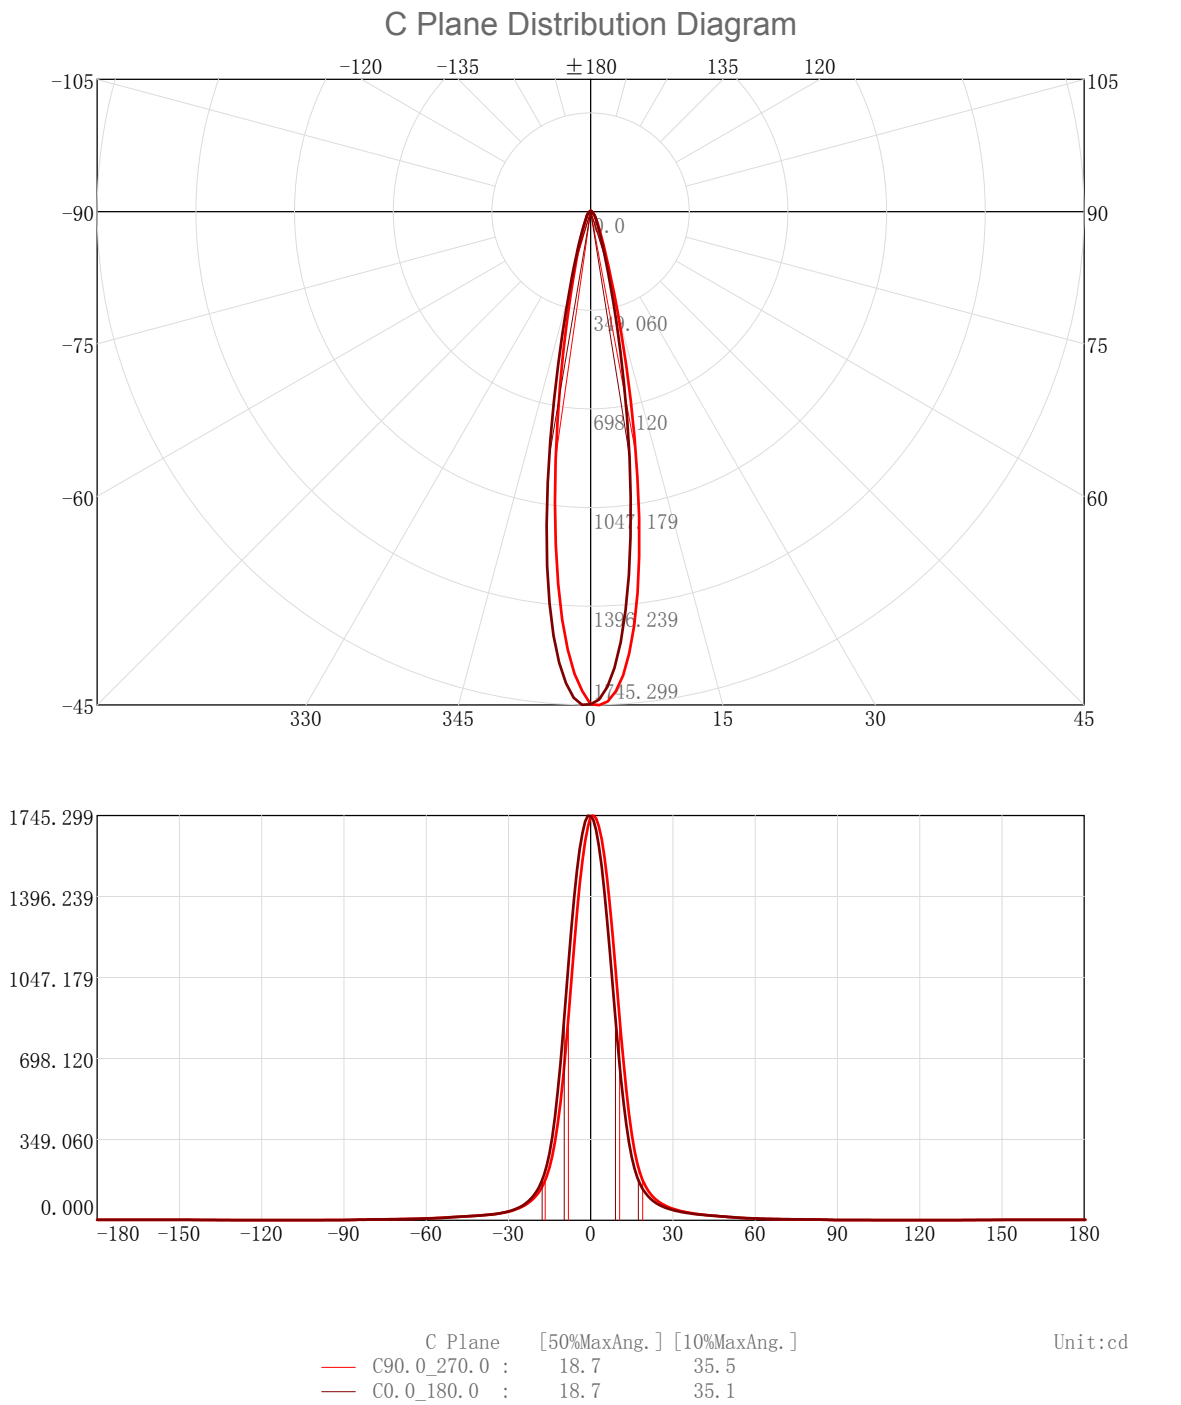 C Plane Distribution Diagram
-120 -135 ±180 135 120
-105 105
-90 90
0.0
349.060
-75 75
698.120
-60 60
1047.179
1396.239
1745.299
-45
330 345 0 15 30 45
1745.299
1396.239
1047.179
698.120
349.060
0.000
-180 -150 -120 -90 -60 -30 0 30 60 90 120 150 180
C Plane [50%MaxAng.] [10%MaxAng.] Unit:cd
C90.0_270.0 : 18.7 35.5
C0.0_180.0 : 18.7 35.1